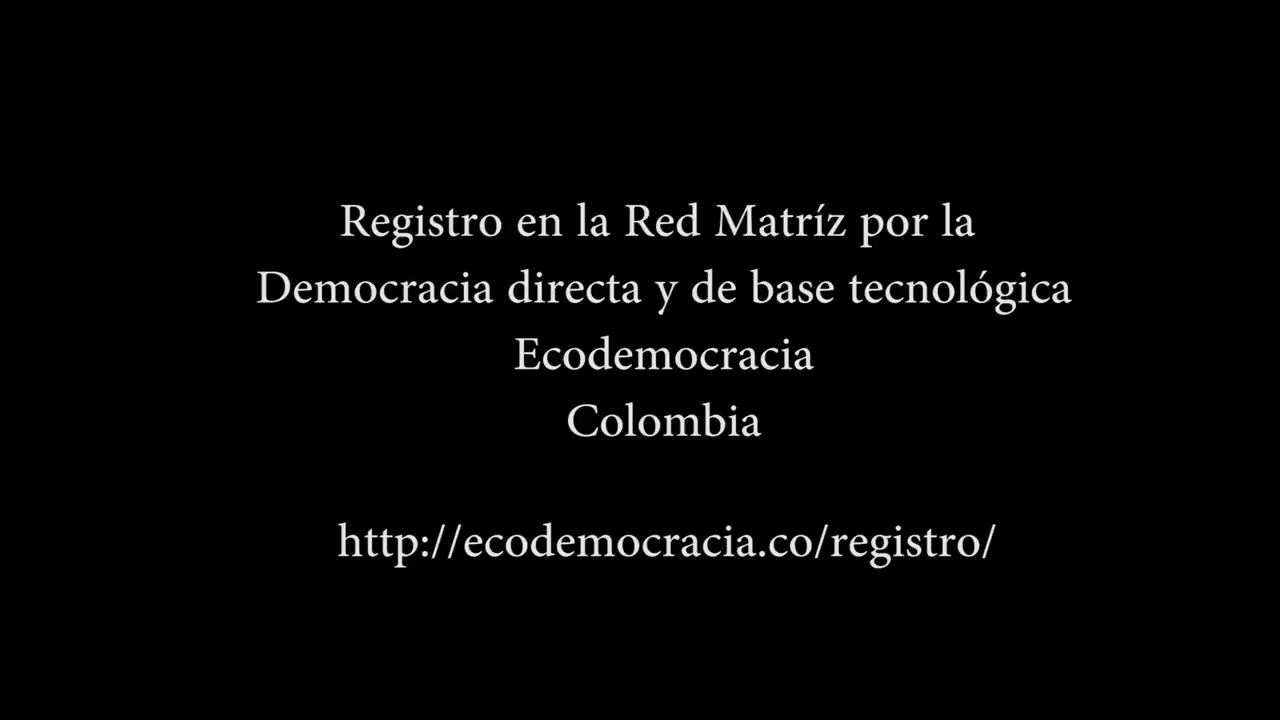 Registro en la Red Matríz por la
Democracia directa y de base tecnológica
Ecodemocracia
Colombia
http://ecodemocracia.co/registro/